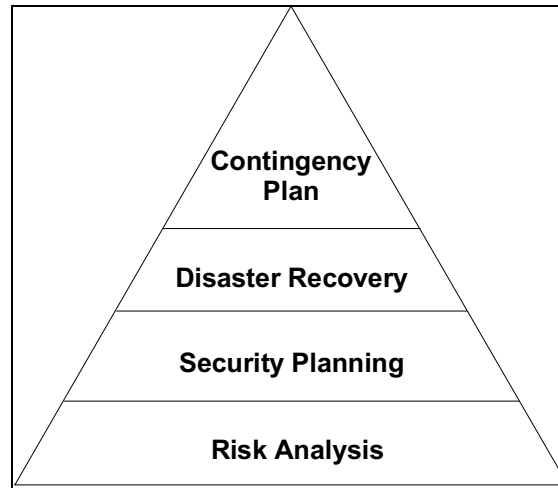 Contingency
Plan
Disaster Recovery
Security Planning
Risk Analysis